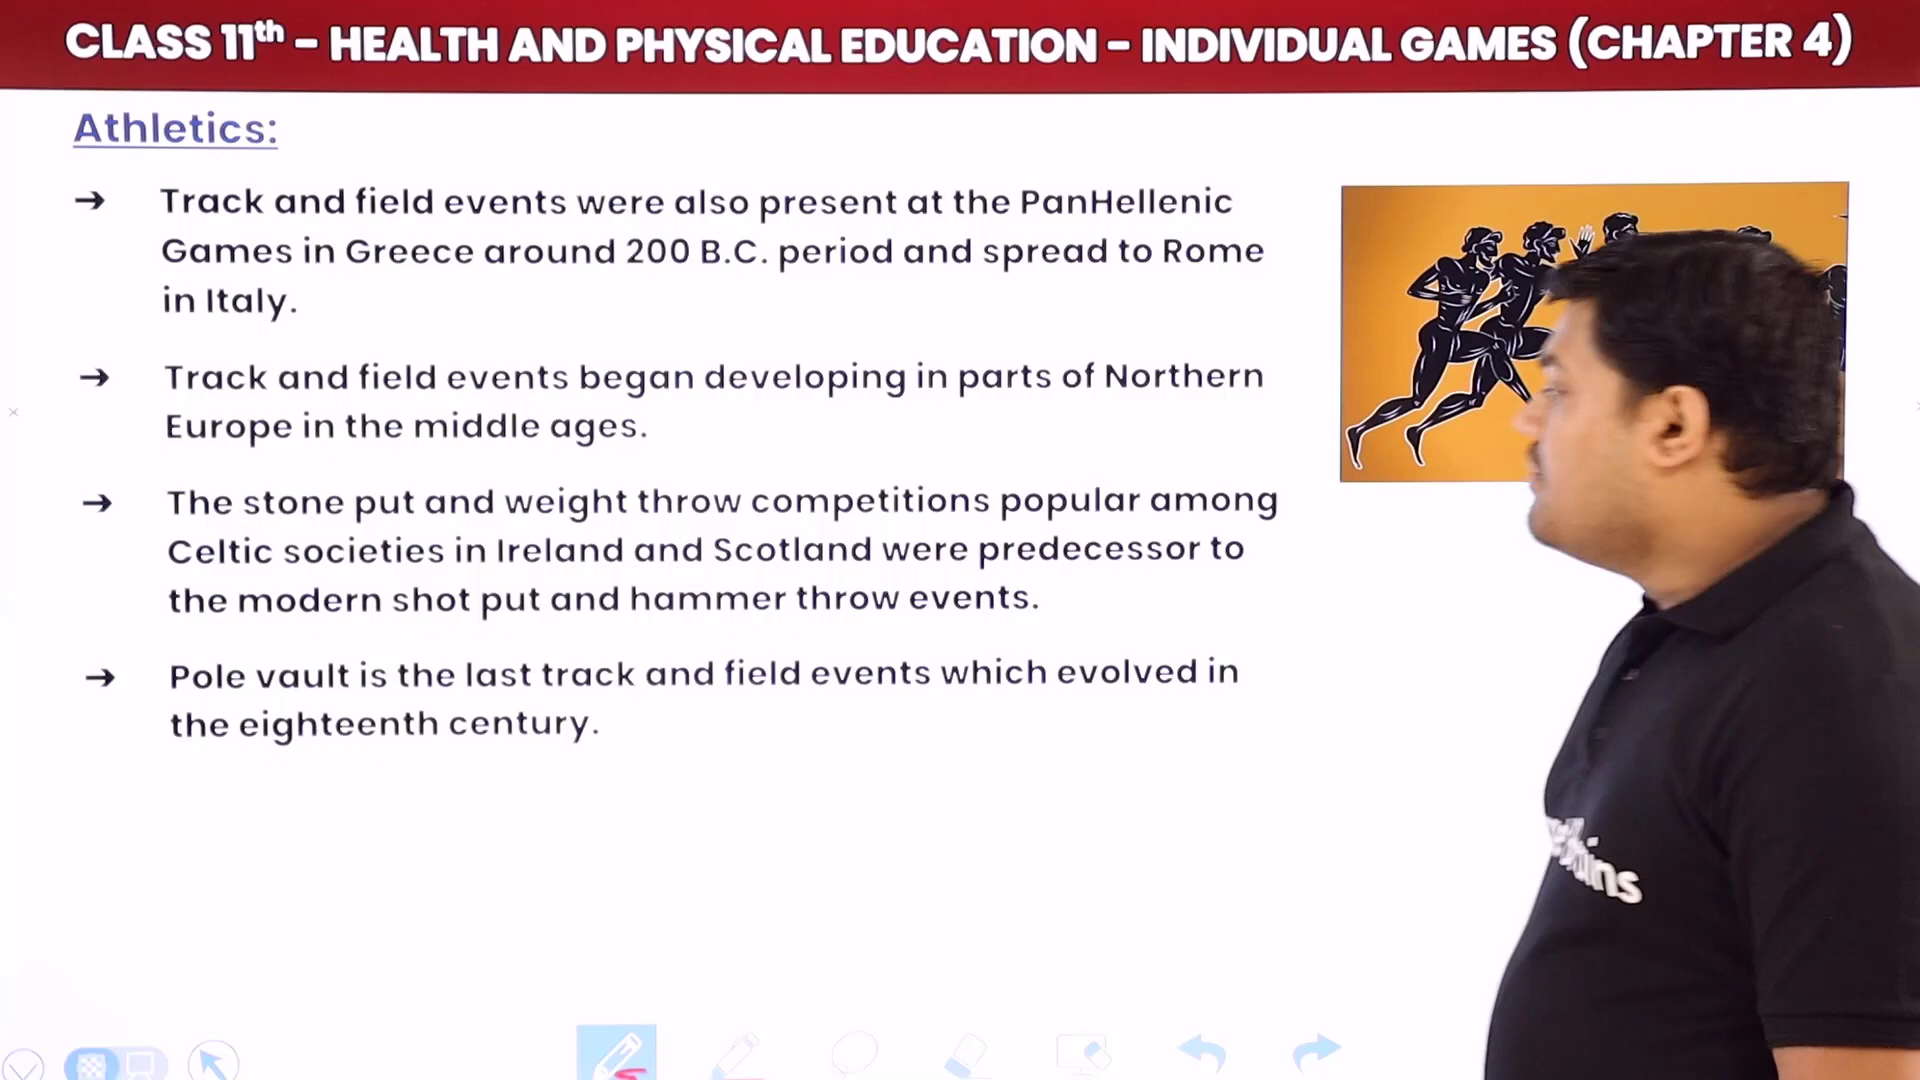 CLASS 11th – HEALTH AND PHYSICAL EDUCATION – INDIVIDUAL GAMES (CHAPTER 4)
Athletics:
➔ Track and field events were also present at the PanHellenic
Games in Greece around 200 B.C. period and spread to Rome
in Italy.
➔ Track and field events began developing in parts of Northern
Europe in the middle ages.
➔ The stone put and weight throw competitions popular among
Celtic societies in Ireland and Scotland were predecessor to
the modern shot put and hammer throw events.
➔ Pole vault is the last track and field events which evolved in
the eighteenth century.